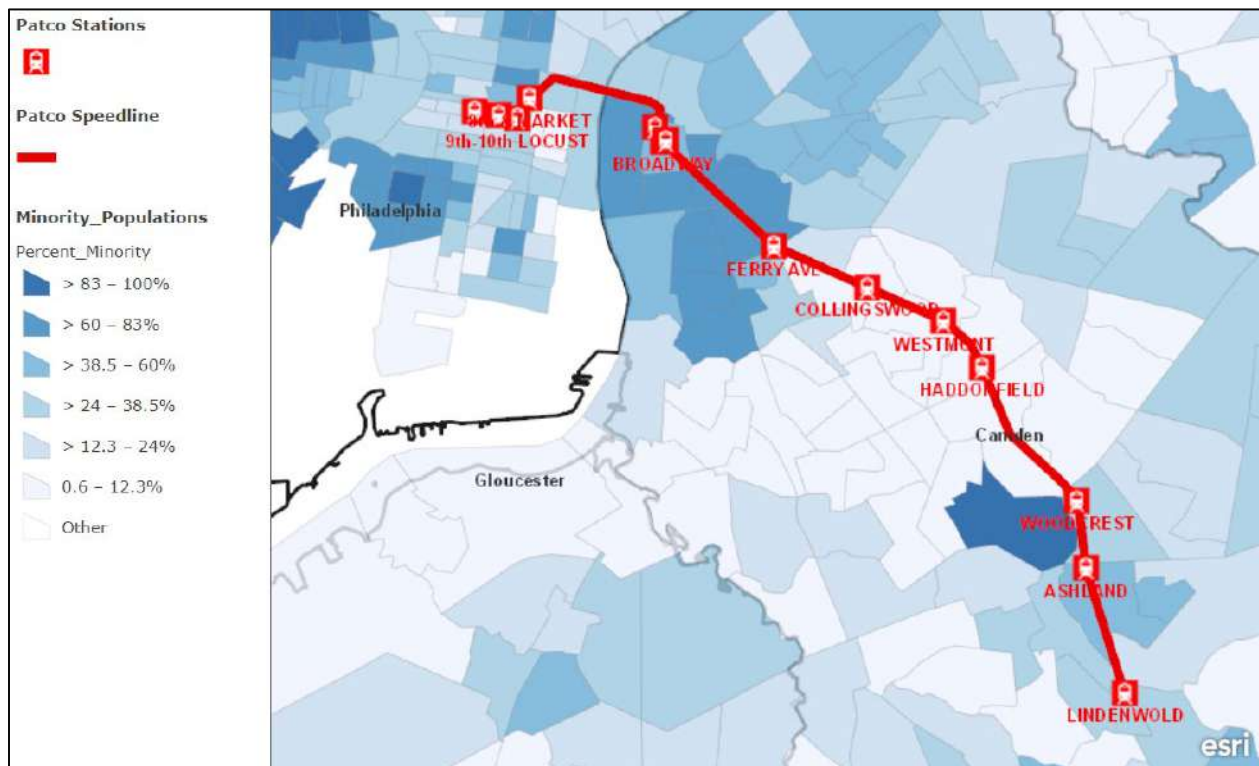 Patco Stations
Patco Speedline
Minority_Populations
Percent_Minority
> 83 – 100%
> 60 – 83%
> 38.5 – 60%
> 24 – 38.5%
> 12.3 – 24%
0.6 – 12.3%
Other
MARKET
9th-10th LOCUST
BROADWAY
Philadelphia
FERRY AVE
COLLINGSWOOD
WESTMONT
HADDONFIELD
Camden
Gloucester
WOODCREST
ASHLAND
LINDENWOLD
esri